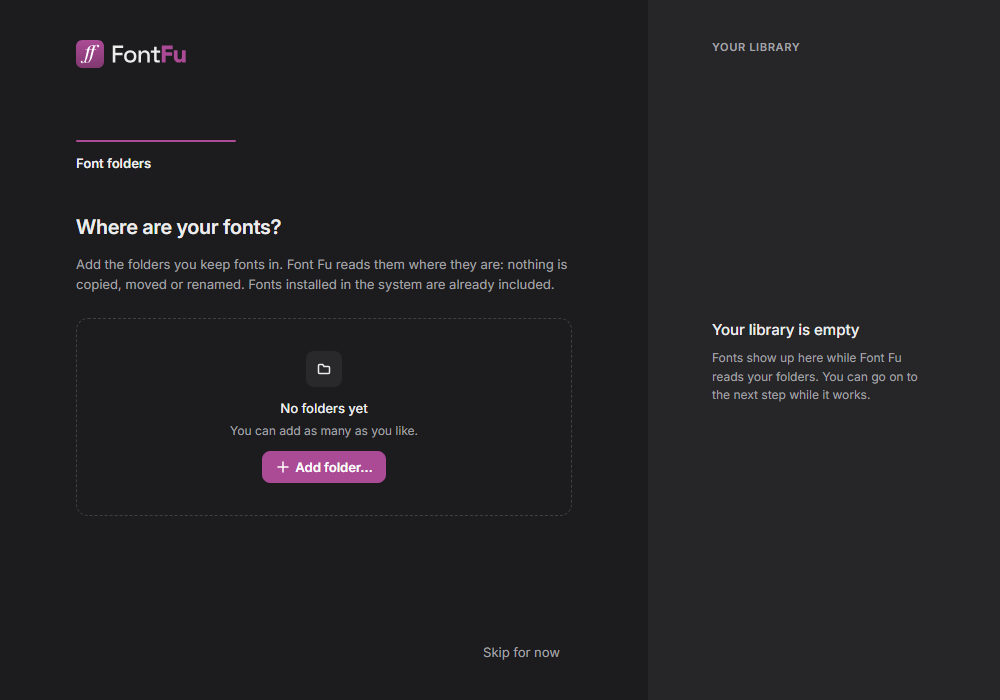 ff FontFu
Font folders
Where are your fonts?
Add the folders you keep fonts in. Font Fu reads them where they are: nothing is
copied, moved or renamed. Fonts installed in the system are already included.
No folders yet
You can add as many as you like.
+ Add folder...
Skip for now
YOUR LIBRARY
Your library is empty
Fonts show up here while Font Fu
reads your folders. You can go on to
the next step while it works.